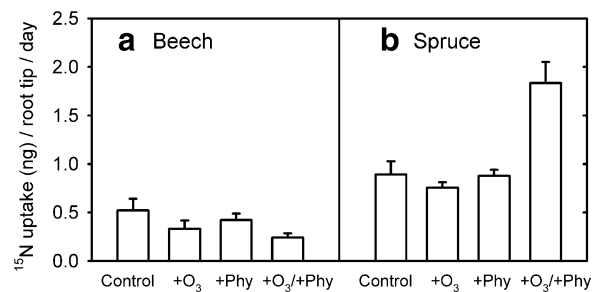 a Beech
b Spruce
¹⁵N uptake (ng) / root tip / day
2.5
2.0
1.5
1.0
0.5
0.0
Control +O₃ +Phy +O₃/+Phy
Control +O₃ +Phy +O₃/+Phy